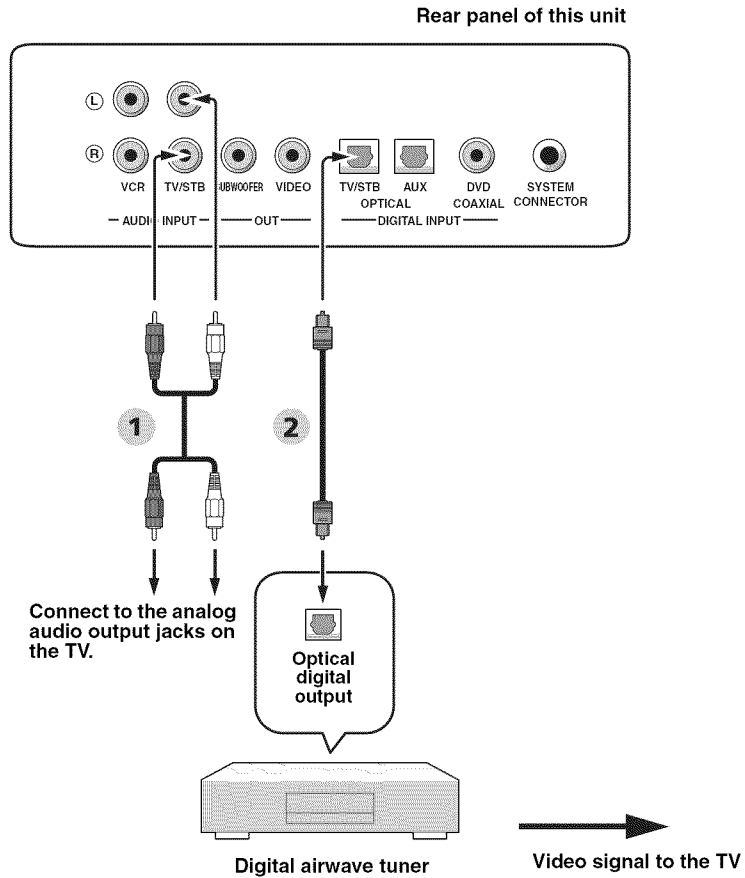 Rear panel of this unit
L
R
VCR TV/STB SUBWOOFER VIDEO TV/STB AUX DVD SYSTEM
OPTICAL COAXIAL CONNECTOR
AUDIO INPUT OUT DIGITAL INPUT
1 2
Connect to the analog
audio output jacks on
the TV.
Optical
digital
output
Digital airwave tuner
Video signal to the TV